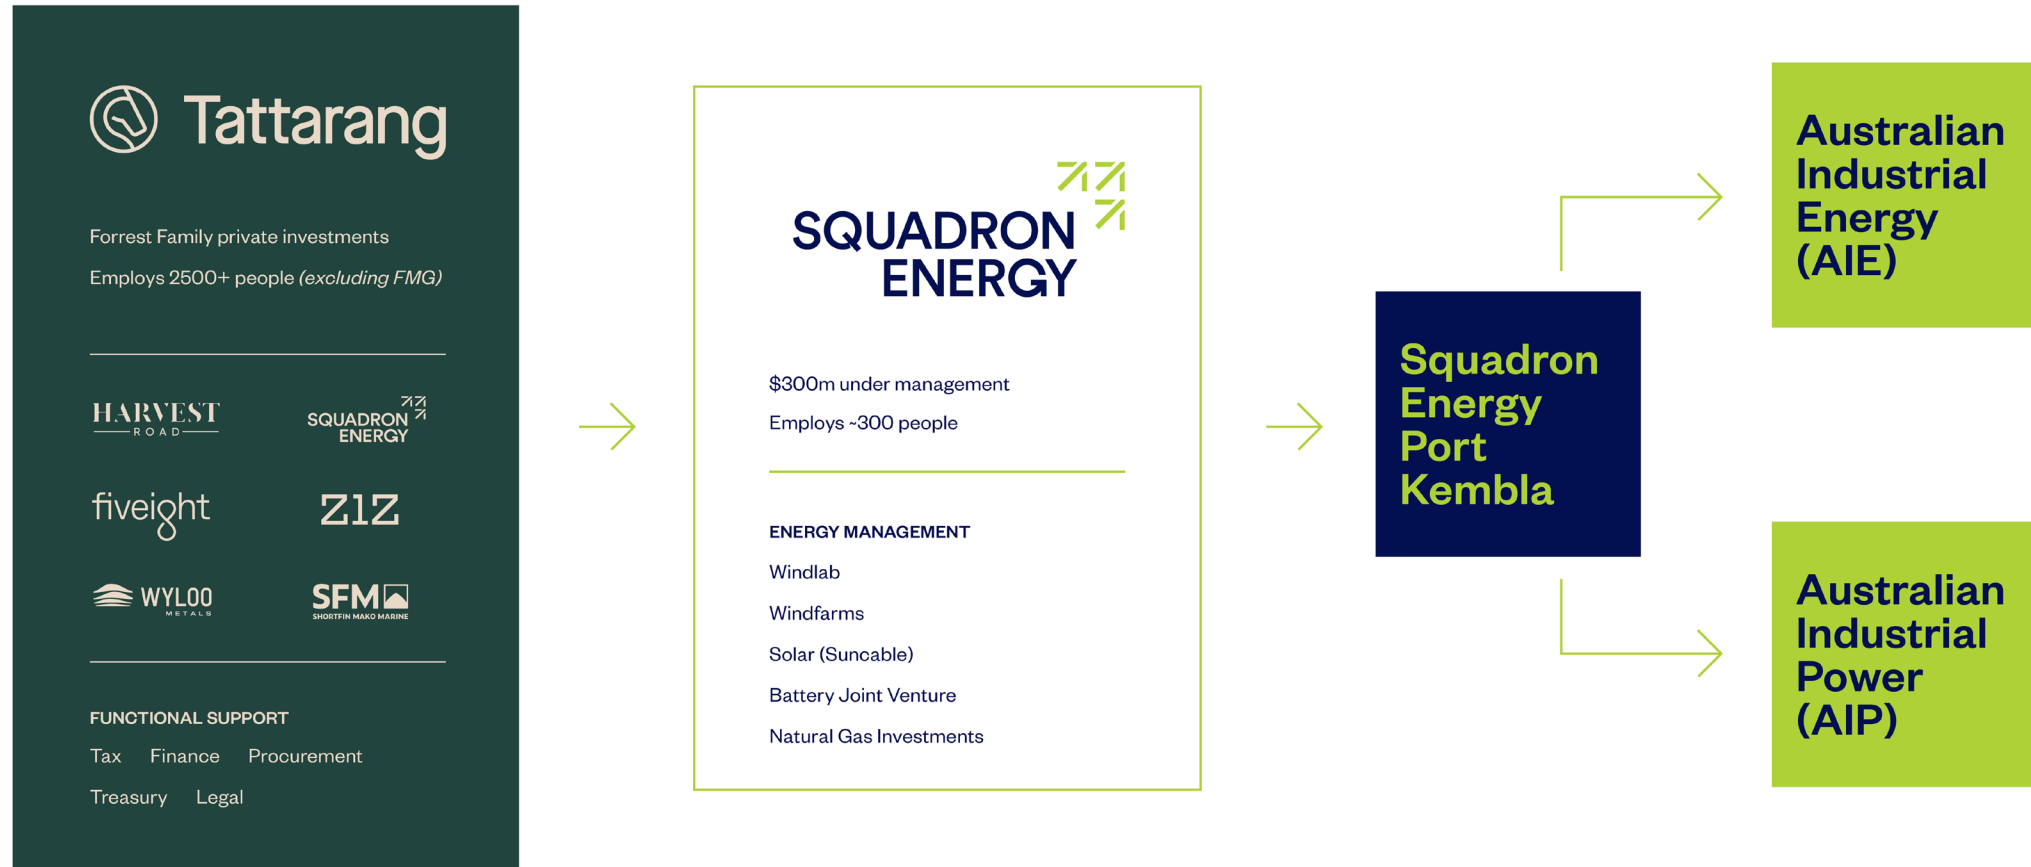 Tattarang
Forrest Family private investments
Employs 2500+ people (excluding FMG)
HARVEST
ROAD
SQUADRON
ENERGY
fiveight
Z1Z
WYLOO
METALS
SFM
SHORTFIN MAKO MARINE
FUNCTIONAL SUPPORT
Tax Finance Procurement
Treasury Legal
SQUADRON
ENERGY
$300m under management
Employs ~300 people
ENERGY MANAGEMENT
Windlab
Windfarms
Solar (Suncable)
Battery Joint Venture
Natural Gas Investments
Squadron
Energy
Port
Kembla
Australian
Industrial
Energy
(AIE)
Australian
Industrial
Power
(AIP)